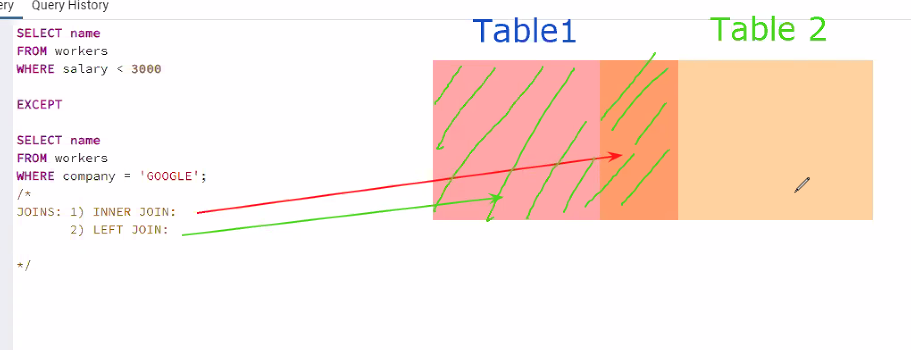 ery Query History
SELECT name
FROM workers
WHERE salary < 3000
EXCEPT
SELECT name
FROM workers
WHERE company = 'GOOGLE';
/*
JOINS: 1) INNER JOIN:
2) LEFT JOIN:
*/
Table1
Table 2